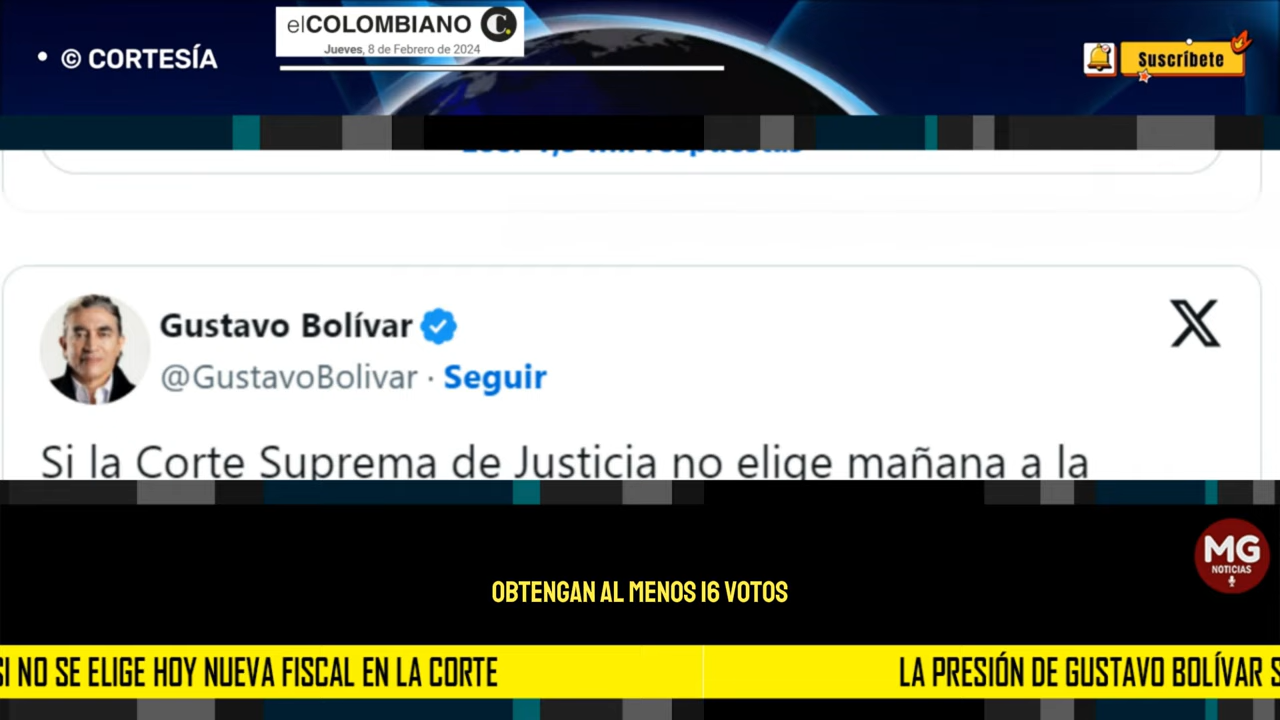 elCOLOMBIANO C.
Jueves, 8 de Febrero de 2024
• © CORTESÍA
Suscríbete
Gustavo Bolívar
@GustavoBolivar · Seguir
Si la Corte Suprema de Justicia no elige mañana a la
MG
NOTICIAS
OBTENGAN AL MENOS 16 VOTOS
SI NO SE ELIGE HOY NUEVA FISCAL EN LA CORTE
LA PRESIÓN DE GUSTAVO BOLÍVAR